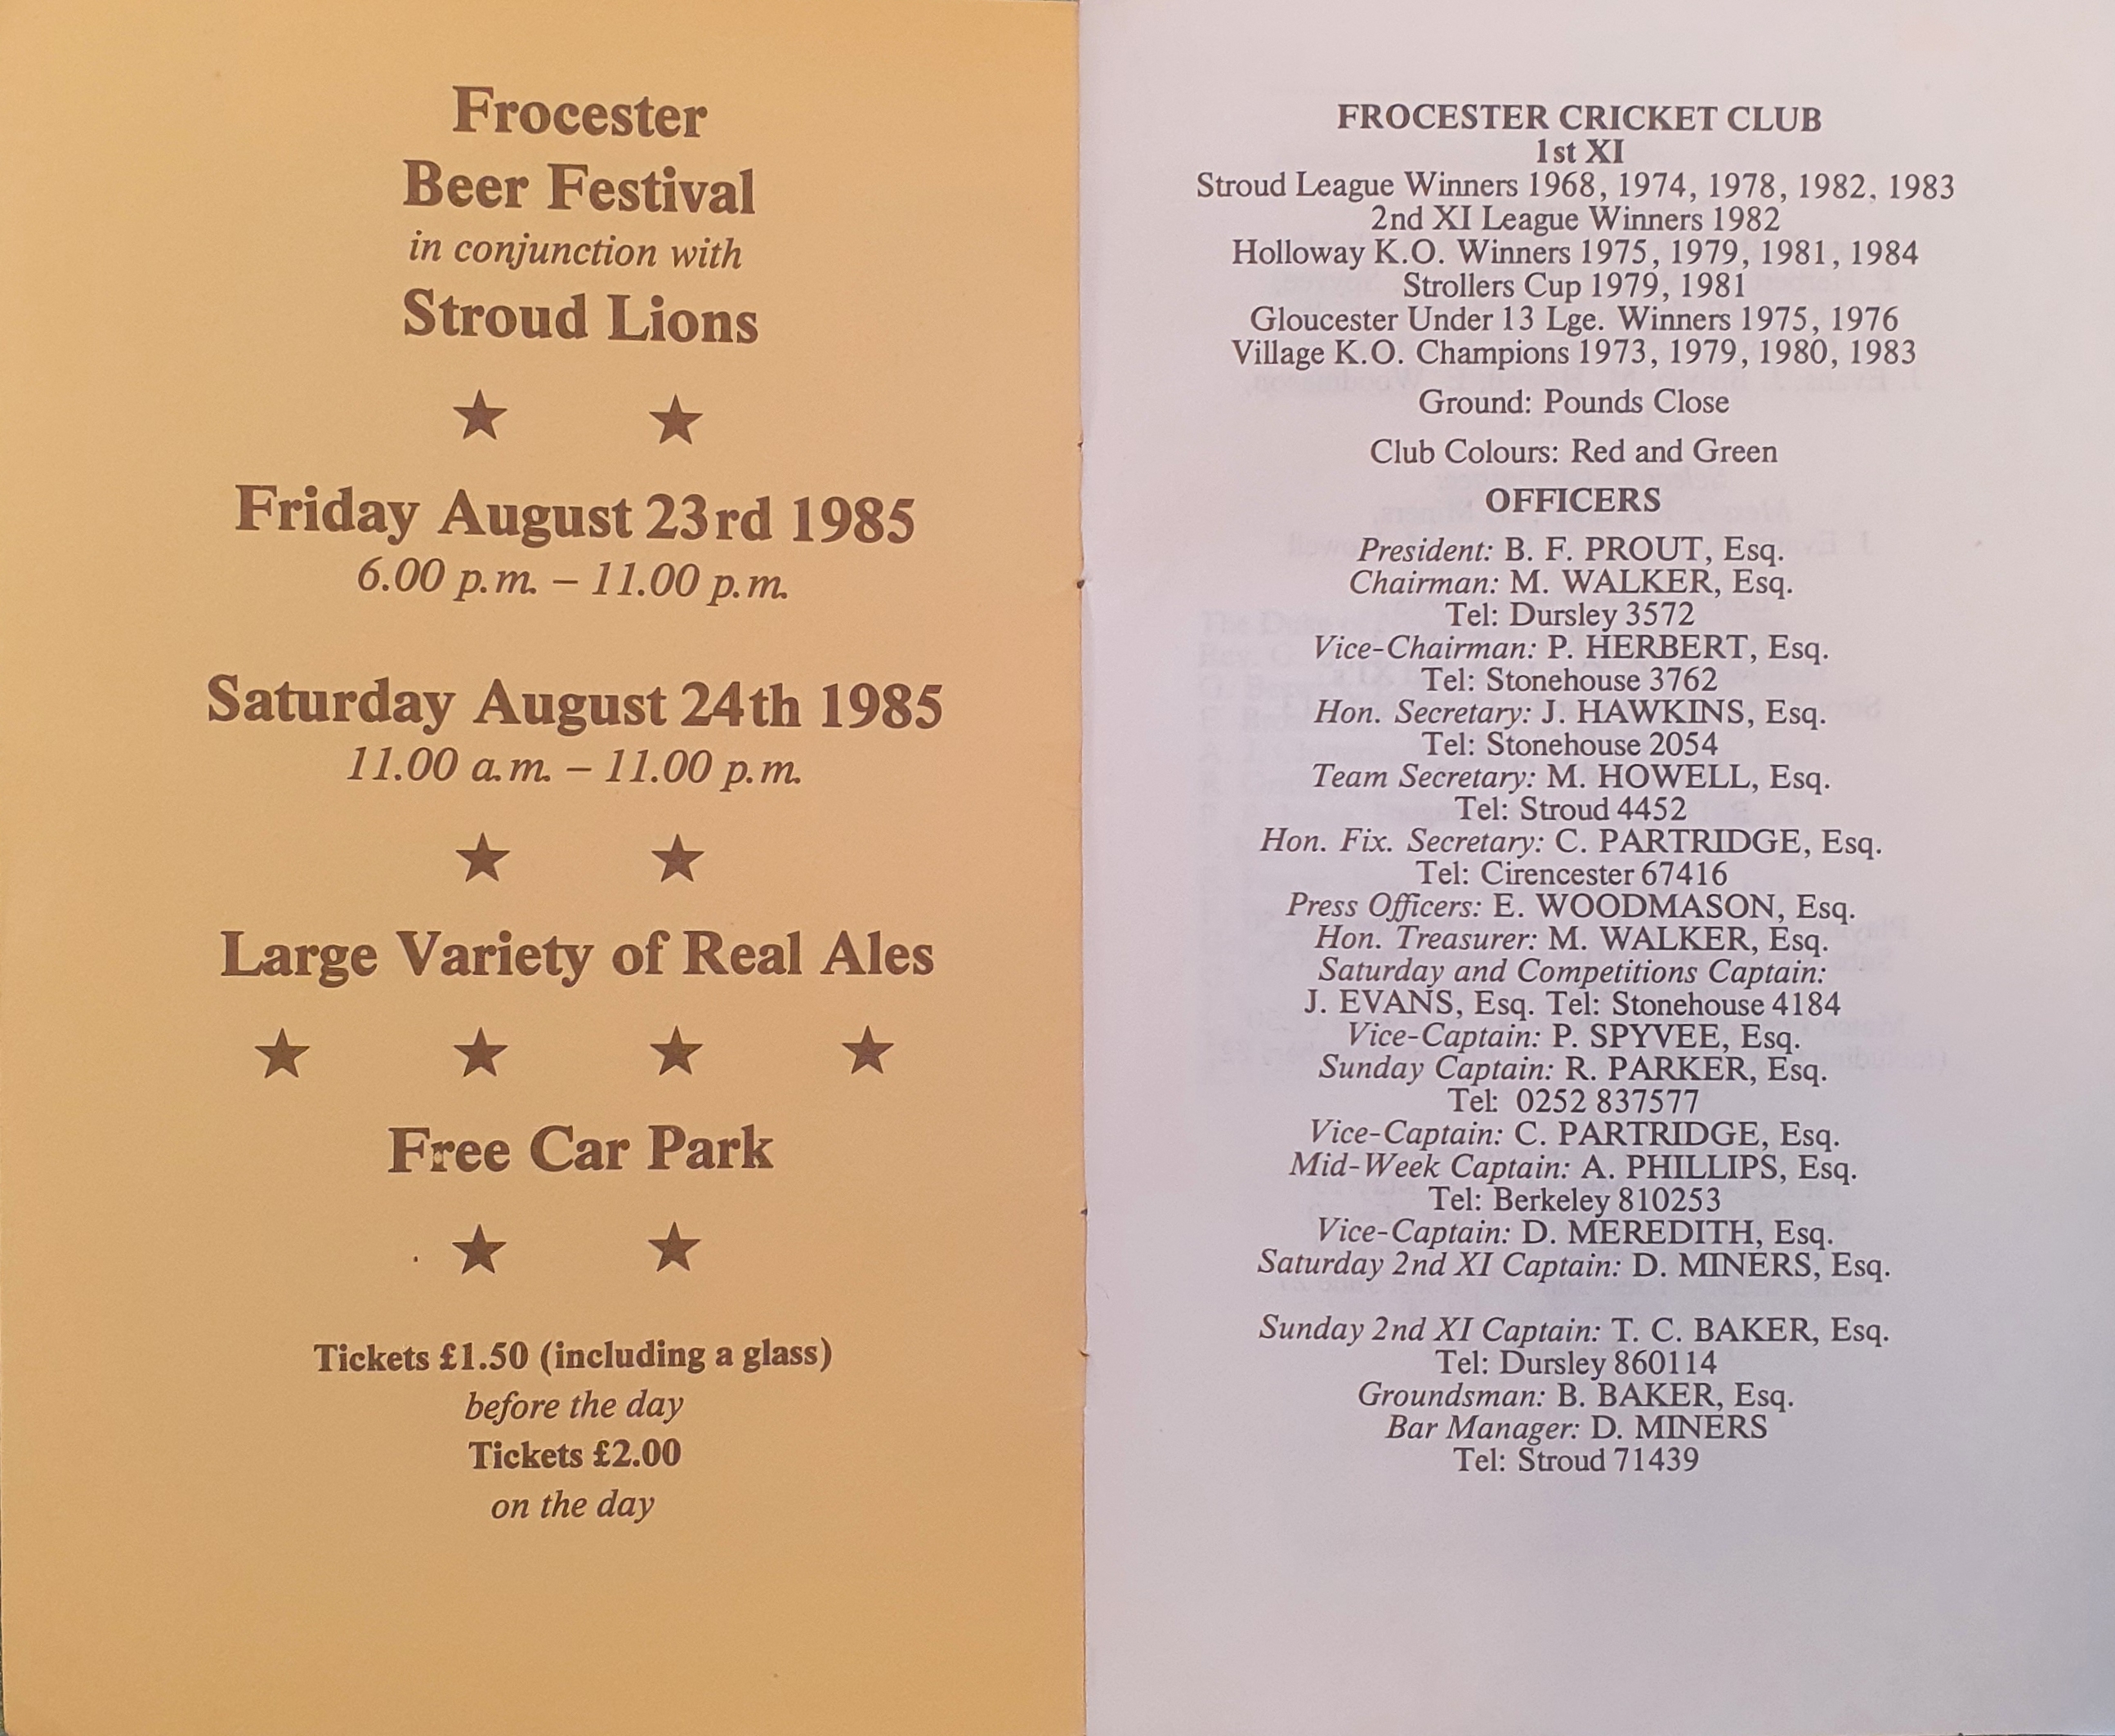 Frocester
Beer Festival
in conjunction with
Stroud Lions
Friday August 23rd 1985
6.00 p.m. – 11.00 p.m.
Saturday August 24th 1985
11.00 a.m. – 11.00 p.m.
Large Variety of Real Ales
Free Car Park
Tickets £1.50 (including a glass)
before the day
Tickets £2.00
on the day
FROCESTER CRICKET CLUB
1st XI
Stroud League Winners 1968, 1974, 1978, 1982, 1983
2nd XI League Winners 1982
Holloway K.O. Winners 1975, 1979, 1981, 1984
Strollers Cup 1979, 1981
Gloucester Under 13 Lge. Winners 1975, 1976
Village K.O. Champions 1973, 1979, 1980, 1983
Ground: Pounds Close
Club Colours: Red and Green
OFFICERS
President: B. F. PROUT, Esq.
Chairman: M. WALKER, Esq.
Tel: Dursley 3572
Vice-Chairman: P. HERBERT, Esq.
Tel: Stonehouse 3762
Hon. Secretary: J. HAWKINS, Esq.
Tel: Stonehouse 2054
Team Secretary: M. HOWELL, Esq.
Tel: Stroud 4452
Hon. Fix. Secretary: C. PARTRIDGE, Esq.
Tel: Cirencester 67416
Press Officers: E. WOODMASON, Esq.
Hon. Treasurer: M. WALKER, Esq.
Saturday and Competitions Captain:
J. EVANS, Esq. Tel: Stonehouse 4184
Vice-Captain: P. SPYVEE, Esq.
Sunday Captain: R. PARKER, Esq.
Tel: 0252 837577
Vice-Captain: C. PARTRIDGE, Esq.
Mid-Week Captain: A. PHILLIPS, Esq.
Tel: Berkeley 810253
Vice-Captain: D. MEREDITH, Esq.
Saturday 2nd XI Captain: D. MINERS, Esq.
Sunday 2nd XI Captain: T. C. BAKER, Esq.
Tel: Dursley 860114
Groundsman: B. BAKER, Esq.
Bar Manager: D. MINERS
Tel: Stroud 71439